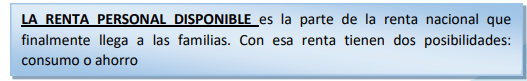 LA RENTA PERSONAL DISPONIBLE es la parte de la renta nacional que
finalmente llega a las familias. Con esa renta tienen dos posibilidades:
consumo o ahorro